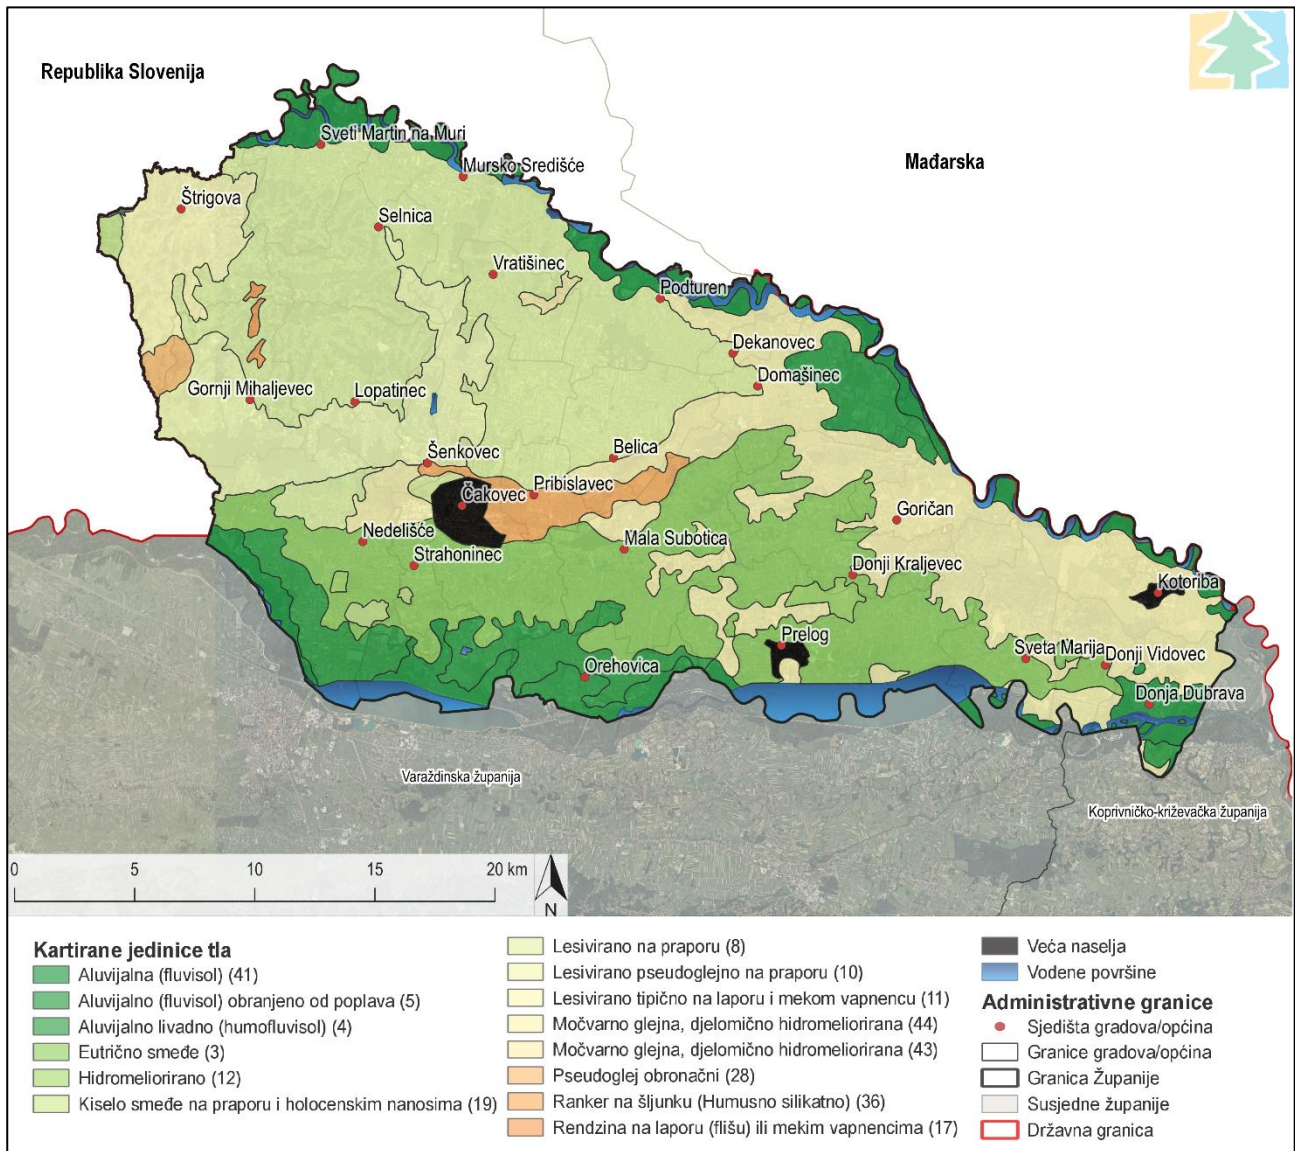 Republika Slovenija
Mađarska
Sveti Martin na Muri
Mursko Središće
Štrigova
Selnica
Vratišinec
Podturen
Dekanovec
Domašinec
Gornji Mihaljevec
Lopatinec
Šenkovec
Belica
Čakovec
Pribislavec
Goričan
Nedelišće
Strahoninec
Mala Subotica
Donji Kraljevec
Kotoriba
Prelog
Sveta Marija
Donji Vidovec
Orehovica
Donja Dubrava
Varaždinska županija
Koprivničko-križevačka županija
0 5 10 15 20 km
N
Kartirane jedinice tla
Aluvijalna (fluvisol) (41)
Aluvijalno (fluvisol) obranjeno od poplava (5)
Aluvijalno livadno (humofluvisol) (4)
Eutrično smeđe (3)
Hidromeliorirano (12)
Kiselo smeđe na praporu i holocenskim nanosima (19)
Lesivirano na praporu (8)
Lesivirano pseudoglejno na praporu (10)
Lesivirano tipično na laporu i mekom vapnencu (11)
Močvarno glejna, djelomično hidromeliorirana (44)
Močvarno glejna, djelomično hidromeliorirana (43)
Pseudoglej obronačni (28)
Ranker na šljunku (Humusno silikatno) (36)
Rendzina na laporu (flišu) ili mekim vapnencima (17)
Veća naselja
Vodene površine
Administrativne granice
Sjedišta gradova/općina
Granice gradova/općina
Granica Županije
Susjedne županije
Državna granica